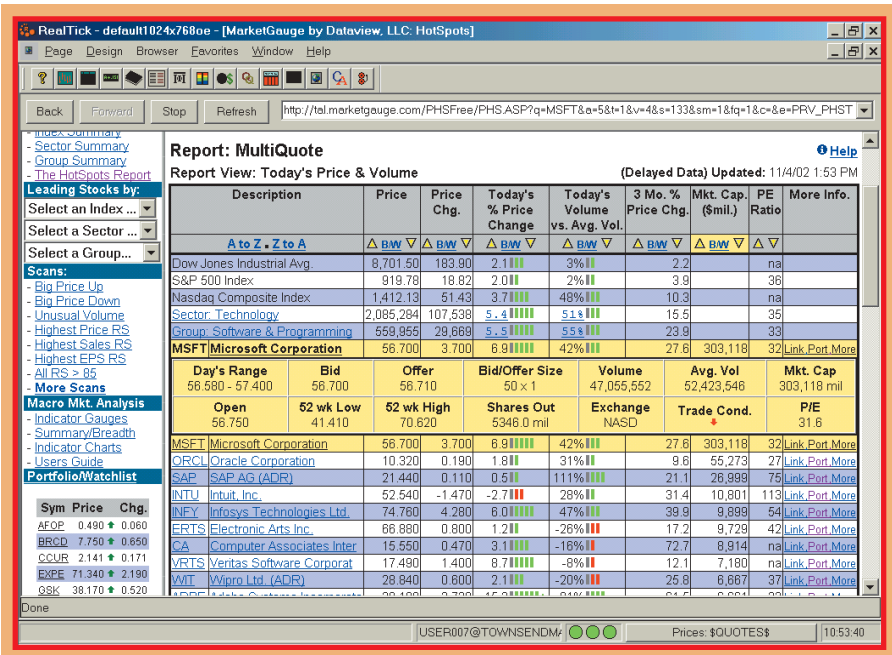 RealTick - default1024x768oe - [MarketGauge by Dataview, LLC: HotSpots]
Page Design Browser Favorites Window Help
Back Forward Stop Refresh http://tal.marketgauge.com/PHSFree/PHS.ASP?q=MSFT&a=5&t=1&v=4&s=133&sm=1&fq=1&c=&e=PRV_PHST
- Index Summary
- Sector Summary
- Group Summary
- The HotSpots Report
Leading Stocks by:
Select an Index ...
Select a Sector ...
Select a Group...
Scans:
- Big Price Up
- Big Price Down
- Unusual Volume
- Highest Price RS
- Highest Sales RS
- Highest EPS RS
- All RS > 85
- More Scans
Macro Mkt. Analysis
- Indicator Gauges
- Summary/Breadth
- Indicator Charts
- Users Guide
Portfolio/Watchlist
Sym Price Chg.
AFOP 0.490 0.060
BRCD 7.750 0.650
CCUR 2.141 0.171
EXPE 71.340 2.190
GSK 38.170 0.520
Report: MultiQuote Help
Report View: Today's Price & Volume (Delayed Data) Updated: 11/4/02 1:53 PM
Description Price Price Chg. Today's % Price Change Today's Volume vs. Avg. Vol. 3 Mo. % Price Chg. Mkt. Cap. ($mil.) PE Ratio More Info.
A to Z Z to A B/W B/W B/W B/W B/W B/W
Dow Jones Industrial Avg. 8,701.50 183.90 2.1 3% 2.2 na
S&P 500 Index 919.78 18.82 2.0 2% 3.9 36
Nasdaq Composite Index 1,412.13 51.43 3.7 48% 10.3 na
Sector: Technology 2,085,284 107,538 5.4 51% 15.5 35
Group: Software & Programming 559,955 29,669 5.5 55% 23.9 33
MSFT Microsoft Corporation 56.700 3.700 6.9 42% 27.6 303,118 32 Link,Port,More
Day's Range Bid Offer Bid/Offer Size Volume Avg. Vol Mkt. Cap
56.580 - 57.400 56.700 56.710 50 × 1 47,055,552 52,423,546 303,118 mil
Open 52 wk Low 52 wk High Shares Out Exchange Trade Cond. P/E
56.750 41.410 70.620 5346.0 mil NASD 31.6
MSFT Microsoft Corporation 56.700 3.700 6.9 42% 27.6 303,118 32 Link,Port,More
ORCL Oracle Corporation 10.320 0.190 1.8 31% 9.6 55,273 27 Link,Port,More
SAP SAP AG (ADR) 21.440 0.110 0.5 111% 21.1 26,999 75 Link,Port,More
INTU Intuit, Inc. 52.540 -1.470 -2.7 28% 31.4 10,801 113 Link,Port,More
INFY Infosys Technologies Ltd. 74.760 4.280 6.0 47% 39.9 9,899 54 Link,Port,More
ERTS Electronic Arts Inc. 66.880 0.800 1.2 -26% 17.2 9,729 42 Link,Port,More
CA Computer Associates Inter 15.550 0.470 3.1 -16% 72.7 8,914 na Link,Port,More
VRTS Veritas Software Corporat 17.490 1.400 8.7 -8% 12.1 7,180 na Link,Port,More
WIT Wipro Ltd. (ADR) 28.840 0.600 2.1 -20% 25.8 6,667 37 Link,Port,More
Done
USER007@TOWNSENDM Prices: $QUOTES$ 10:53:40